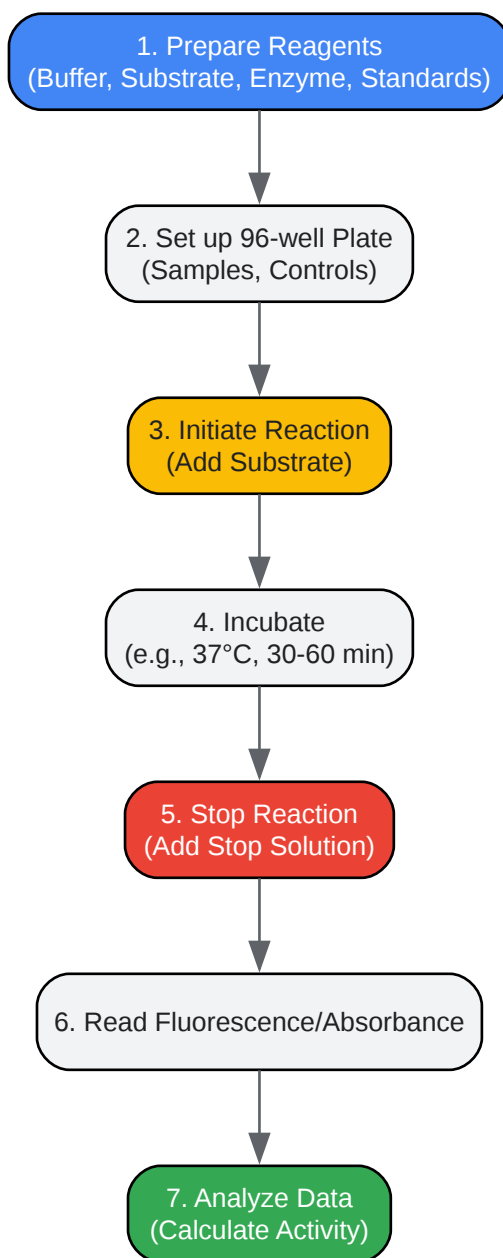 1. Prepare Reagents
(Buffer, Substrate, Enzyme, Standards)
2. Set up 96-well Plate
(Samples, Controls)
3. Initiate Reaction
(Add Substrate)
4. Incubate
(e.g., 37°C, 30-60 min)
5. Stop Reaction
(Add Stop Solution)
6. Read Fluorescence/Absorbance
7. Analyze Data
(Calculate Activity)